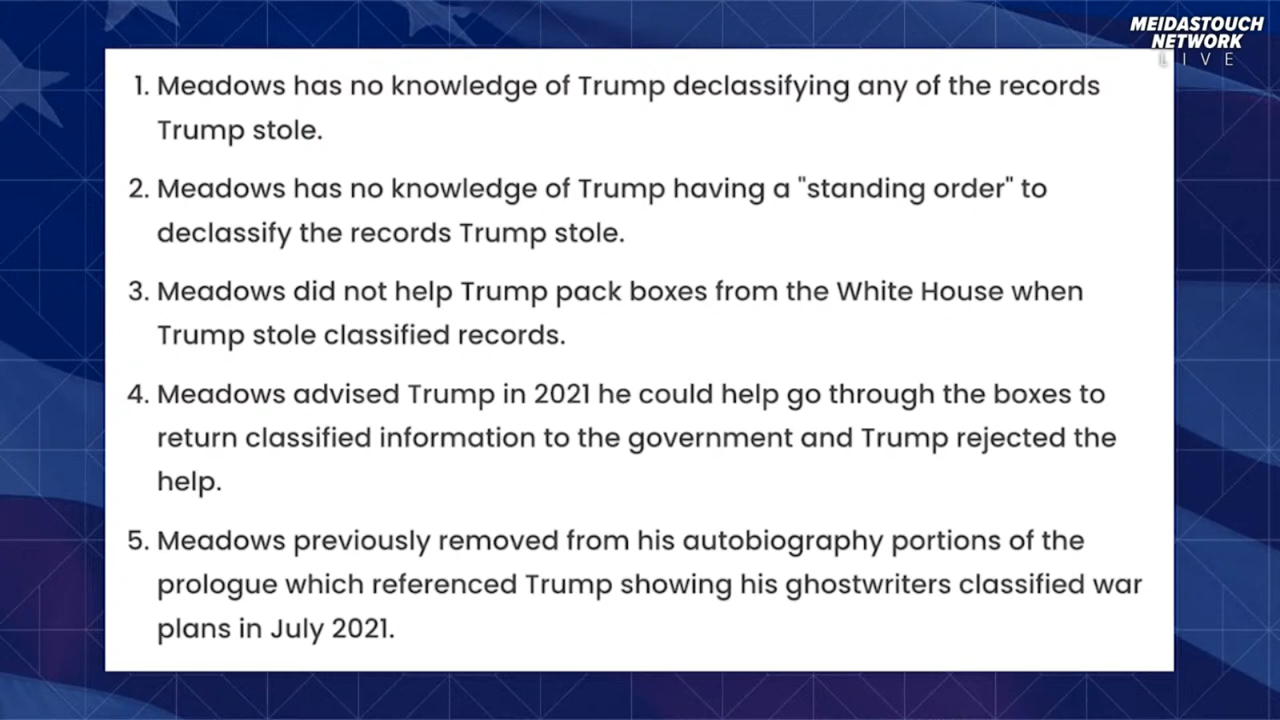 MEIDASTOUCH
NETWORK
LIVE
1. Meadows has no knowledge of Trump declassifying any of the records
Trump stole.
2. Meadows has no knowledge of Trump having a "standing order" to
declassify the records Trump stole.
3. Meadows did not help Trump pack boxes from the White House when
Trump stole classified records.
4. Meadows advised Trump in 2021 he could help go through the boxes to
return classified information to the government and Trump rejected the
help.
5. Meadows previously removed from his autobiography portions of the
prologue which referenced Trump showing his ghostwriters classified war
plans in July 2021.